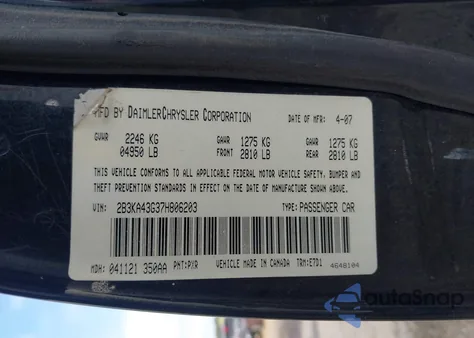 MFD BY DAIMLERCHRYSLER CORPORATION DATE OF MFR: 4-07
GVWR 2246 KG GAWR 1275 KG GAWR 1275 KG
04950 LB FRONT 2810 LB REAR 2810 LB
THIS VEHICLE CONFORMS TO ALL APPLICABLE FEDERAL MOTOR VEHICLE SAFETY, BUMPER AND
THEFT PREVENTION STANDARDS IN EFFECT ON THE DATE OF MANUFACTURE SHOWN ABOVE.
VIN: 2B3KA43G37H806203 TYPE: PASSENGER CAR
MDH: 041121 350AA PNT:PXR VEHICLE MADE IN CANADA TRM:ETD1
4648104
autoSnap